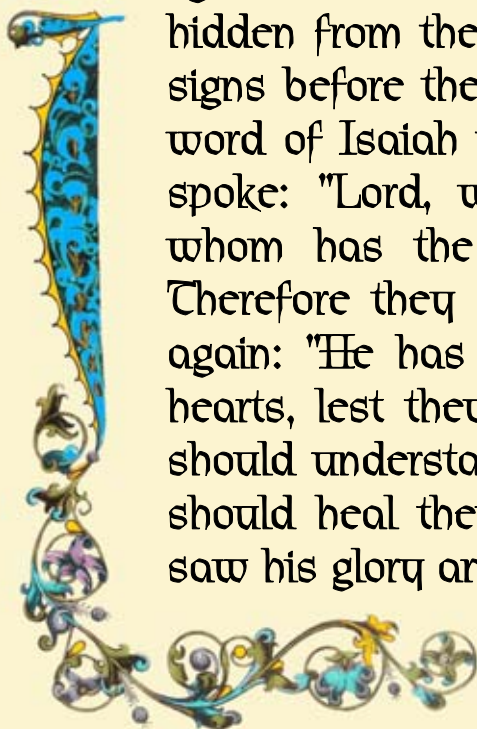 hidden from the
signs before the
word of Isaiah
spoke: "Lord,
whom has the
Therefore they
again: "He has
hearts, lest they
should understa
should heal the
saw his glory ar